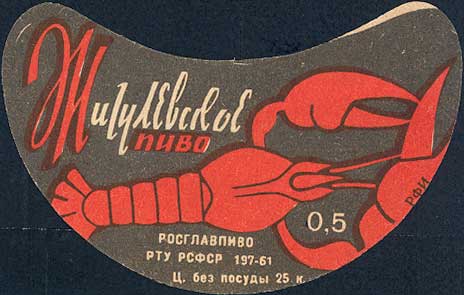 Жигулевское
пиво
0,5
РФИ
РОСГЛАВПИВО
РТУ РСФСР 197-61
Ц. без посуды 25 к.